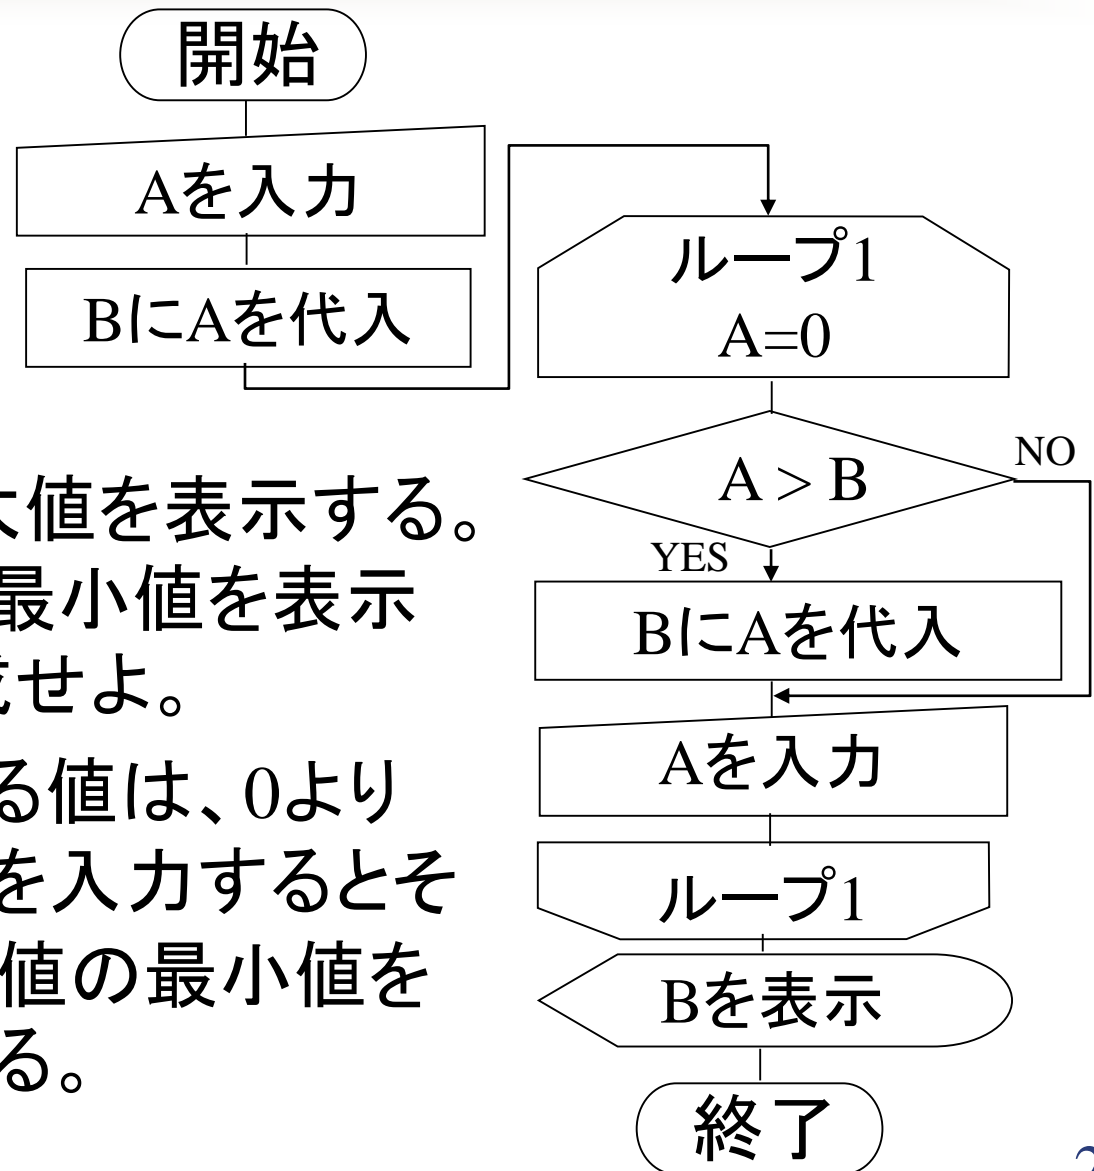 開始
Aを入力
BにAを代入
ループ1
A=0
A > B
NO
YES
BにAを代入
Aを入力
ループ1
Bを表示
終了
値を表示する。
最小値を表示
せよ。
る値は、0より
を入力するとそ
値の最小値を
る。